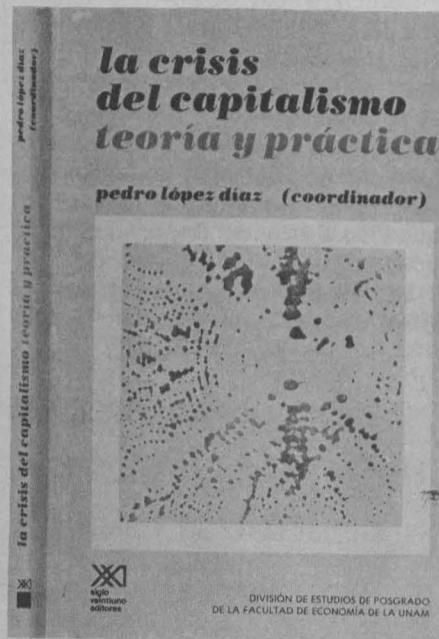 pedro lópez díaz
(coordinador)
la crisis del capitalismo teoría y práctica
siglo
veintiuno
editores
la crisis
del capitalismo
teoría y práctica
pedro lópez díaz (coordinador)
DIVISIÓN DE ESTUDIOS DE POSGRADO
DE LA FACULTAD DE ECONOMÍA DE LA UNAM